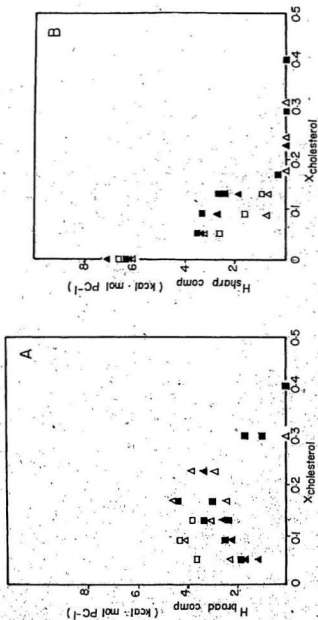 A
H broad comp
( kcal · mol PC⁻¹)
8
6
4
2
0 0.1 0.2 0.3 0.4 0.5
Xcholesterol
B
H sharp comp
( kcal · mol PC⁻¹)
8
6
4
2
0 0.1 0.2 0.3 0.4 0.5
Xcholesterol